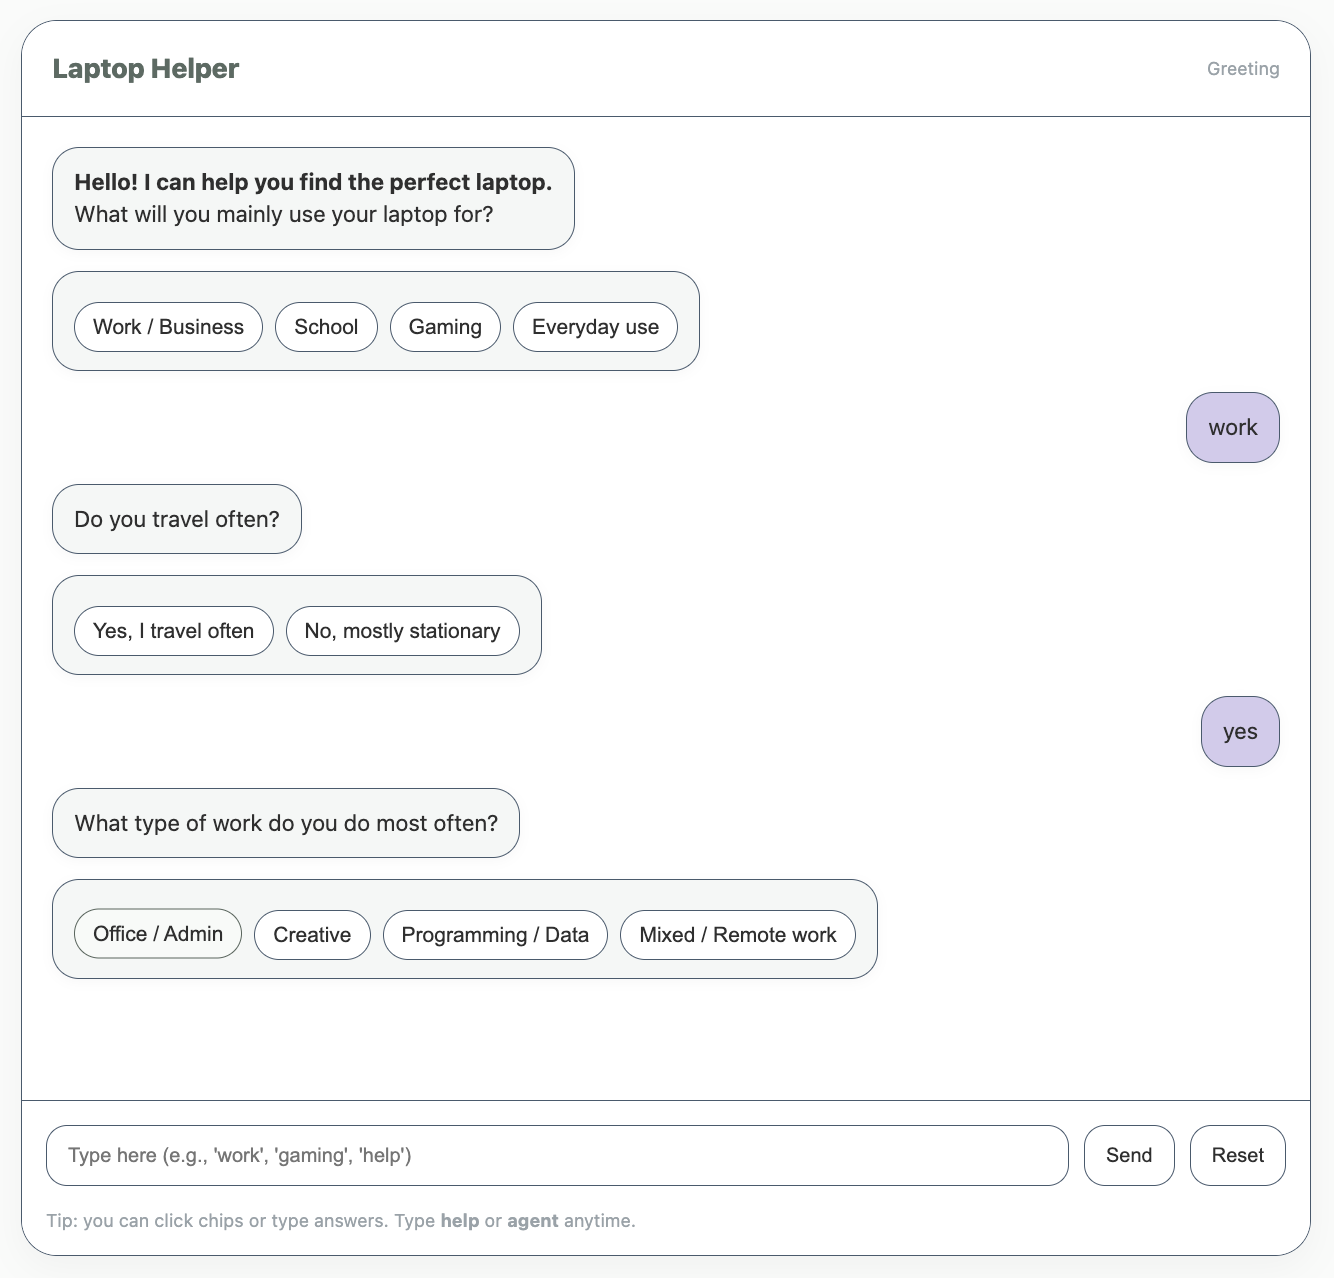 Laptop Helper
Greeting
Hello! I can help you find the perfect laptop.
What will you mainly use your laptop for?
Work / Business
School
Gaming
Everyday use
work
Do you travel often?
Yes, I travel often
No, mostly stationary
yes
What type of work do you do most often?
Office / Admin
Creative
Programming / Data
Mixed / Remote work
Type here (e.g., 'work', 'gaming', 'help')
Send
Reset
Tip: you can click chips or type answers. Type help or agent anytime.